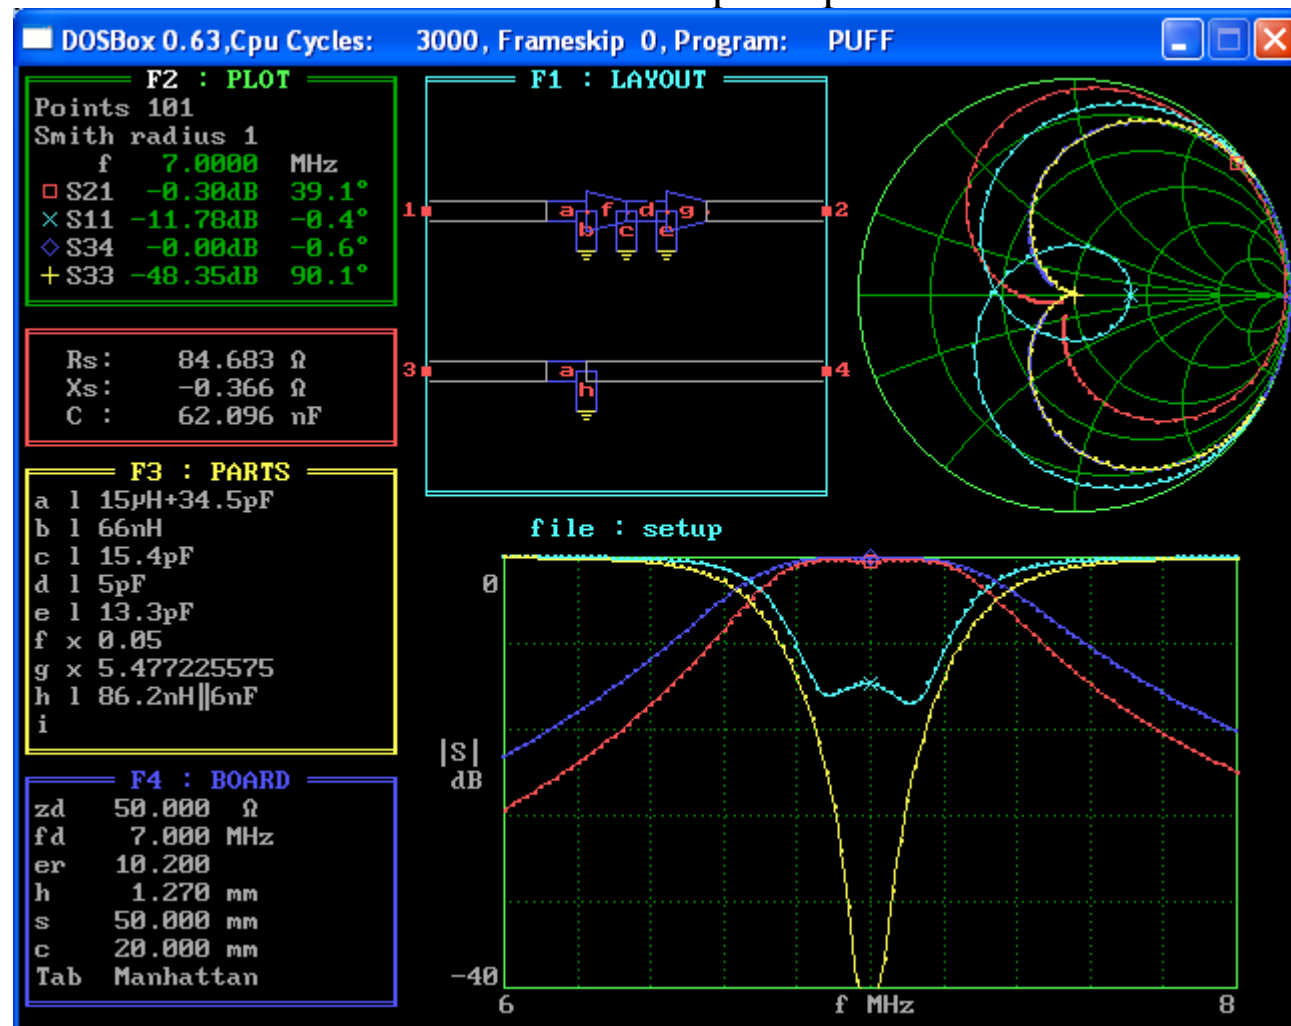 DOSBox 0.63,Cpu Cycles: 3000, Frameskip 0, Program: PUFF
F2 : PLOT
Points 101
Smith radius 1
f 7.0000 MHz
S21 -0.30dB 39.1°
S11 -11.78dB -0.4°
S34 -0.00dB -0.6°
S33 -48.35dB 90.1°
Rs: 84.683 Ω
Xs: -0.366 Ω
C : 62.096 nF
F3 : PARTS
a l 15µH+34.5pF
b l 66nH
c l 15.4pF
d l 5pF
e l 13.3pF
f x 0.05
g x 5.477225575
h l 86.2nH‖6nF
i
F4 : BOARD
zd 50.000 Ω
fd 7.000 MHz
er 10.200
h 1.270 mm
s 50.000 mm
c 20.000 mm
Tab Manhattan
F1 : LAYOUT
1 a f d g 2
b c e
3 a 4
h
file : setup
0
|S|
dB
-40
6 f MHz 8